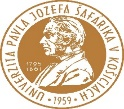 UNIVERZITA PAVLA JOZEFA ŠAFÁRIKA V KOŠICIACH
· 1959 ·